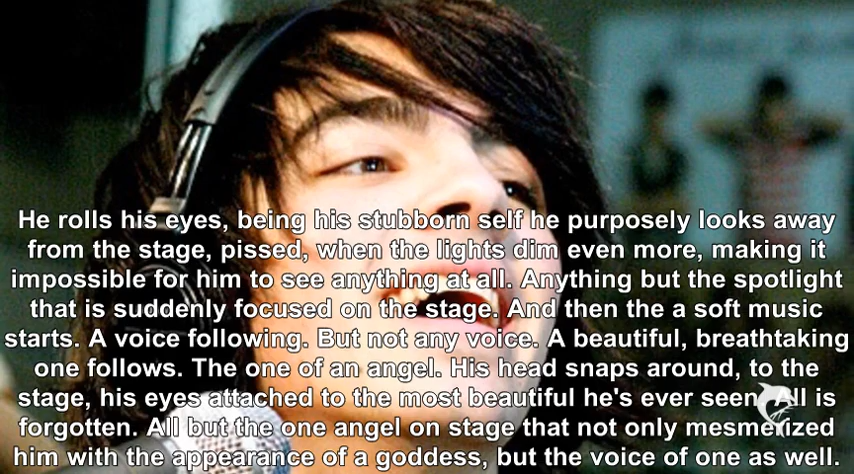 He rolls his eyes, being his stubborn self he purposely looks away
from the stage, pissed, when the lights dim even more, making it
impossible for him to see anything at all. Anything but the spotlight
that is suddenly focused on the stage. And then the a soft music
starts. A voice following. But not any voice. A beautiful, breathtaking
one follows. The one of an angel. His head snaps around, to the
stage, his eyes attached to the most beautiful he's ever seen. All is
forgotten. All but the one angel on stage that not only mesmerized
him with the appearance of a goddess, but the voice of one as well.